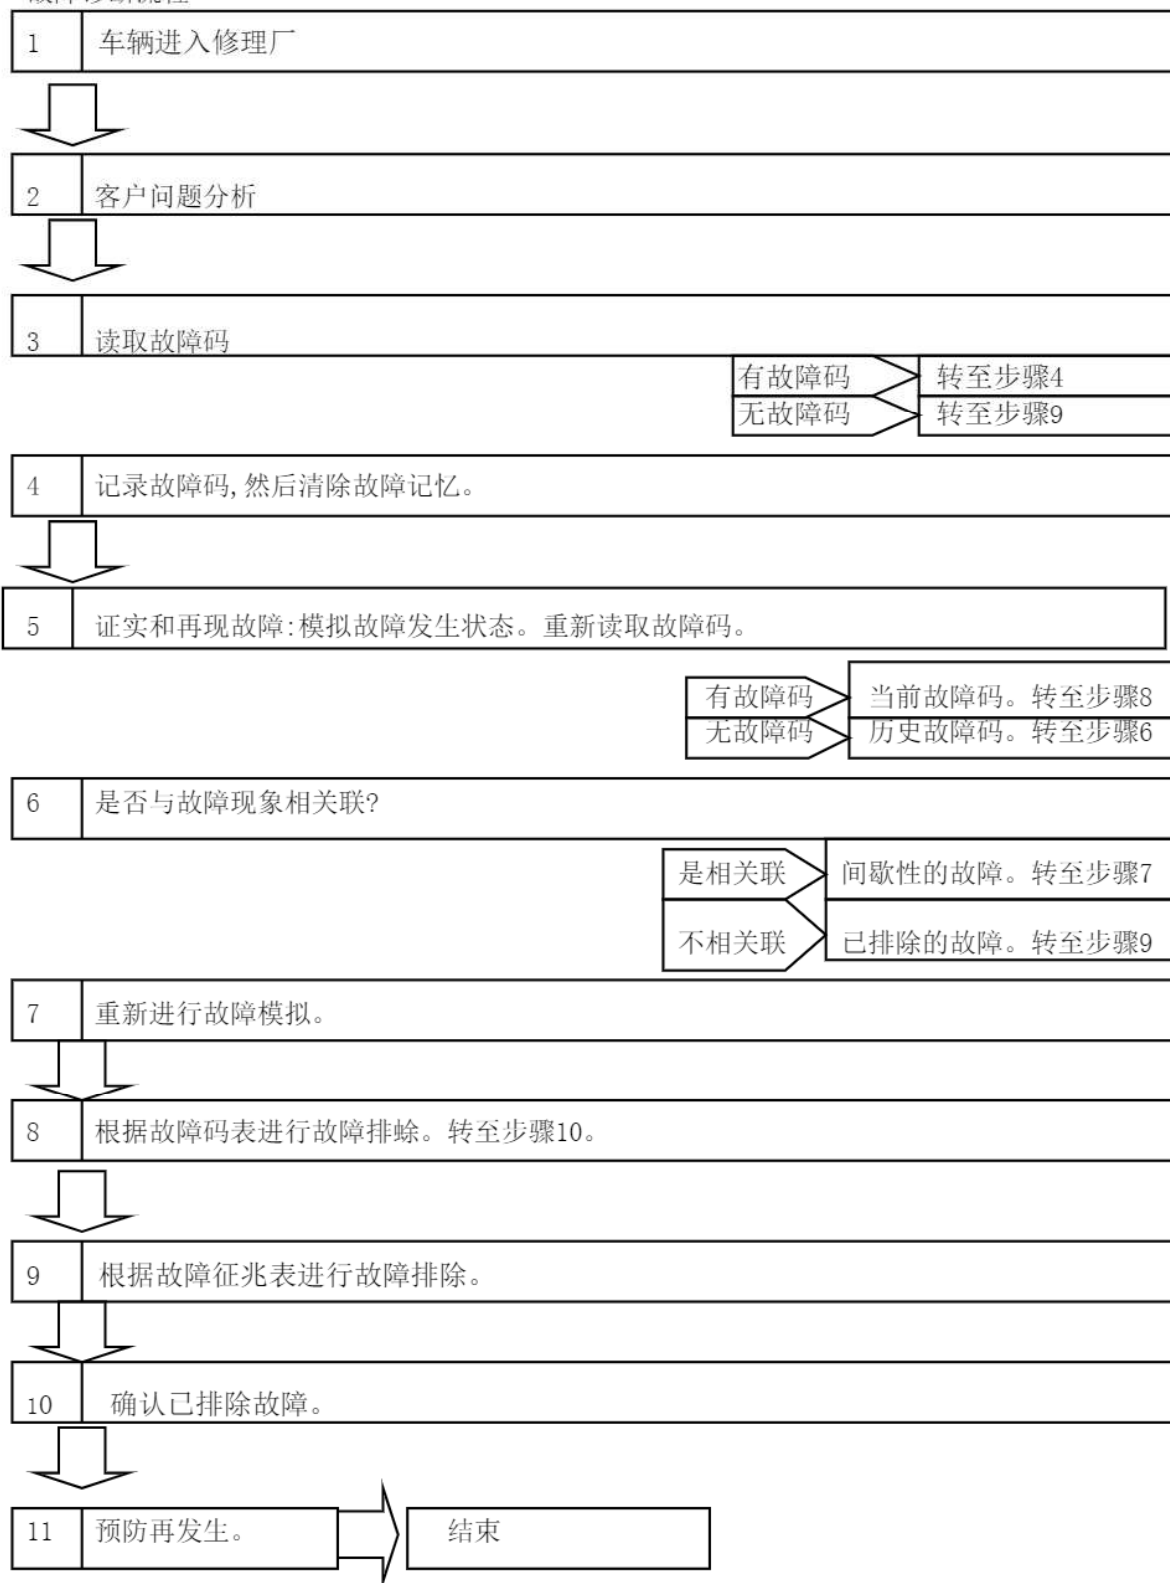 1 车辆进入修理厂
2 客户问题分析
3 读取故障码
有故障码 转至步骤4
无故障码 转至步骤9
4 记录故障码,然后清除故障记忆。
5 证实和再现故障:模拟故障发生状态。重新读取故障码。
有故障码 当前故障码。转至步骤8
无故障码 历史故障码。转至步骤6
6 是否与故障现象相关联?
是相关联 间歇性的故障。转至步骤7
不相关联 已排除的故障。转至步骤9
7 重新进行故障模拟。
8 根据故障码表进行故障排蜍。转至步骤10。
9 根据故障征兆表进行故障排除。
10 确认已排除故障。
11 预防再发生。 结束